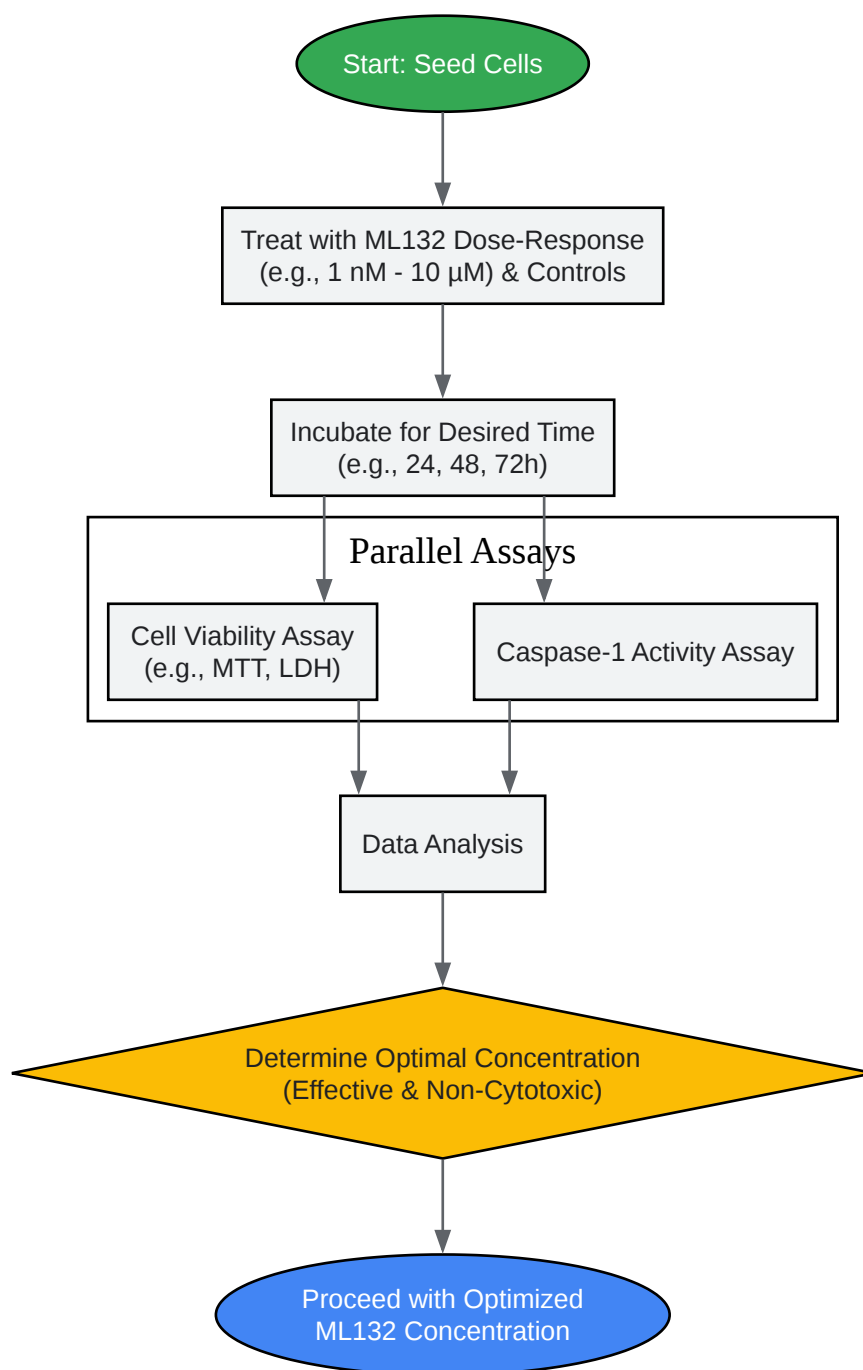 Start: Seed Cells
Treat with ML132 Dose-Response
(e.g., 1 nM - 10 µM) & Controls
Incubate for Desired Time
(e.g., 24, 48, 72h)
Parallel Assays
Cell Viability Assay
(e.g., MTT, LDH)
Caspase-1 Activity Assay
Data Analysis
Determine Optimal Concentration
(Effective & Non-Cytotoxic)
Proceed with Optimized
ML132 Concentration